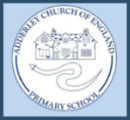 ADDERLEY CHURCH OF ENGLAND
PRIMARY SCHOOL